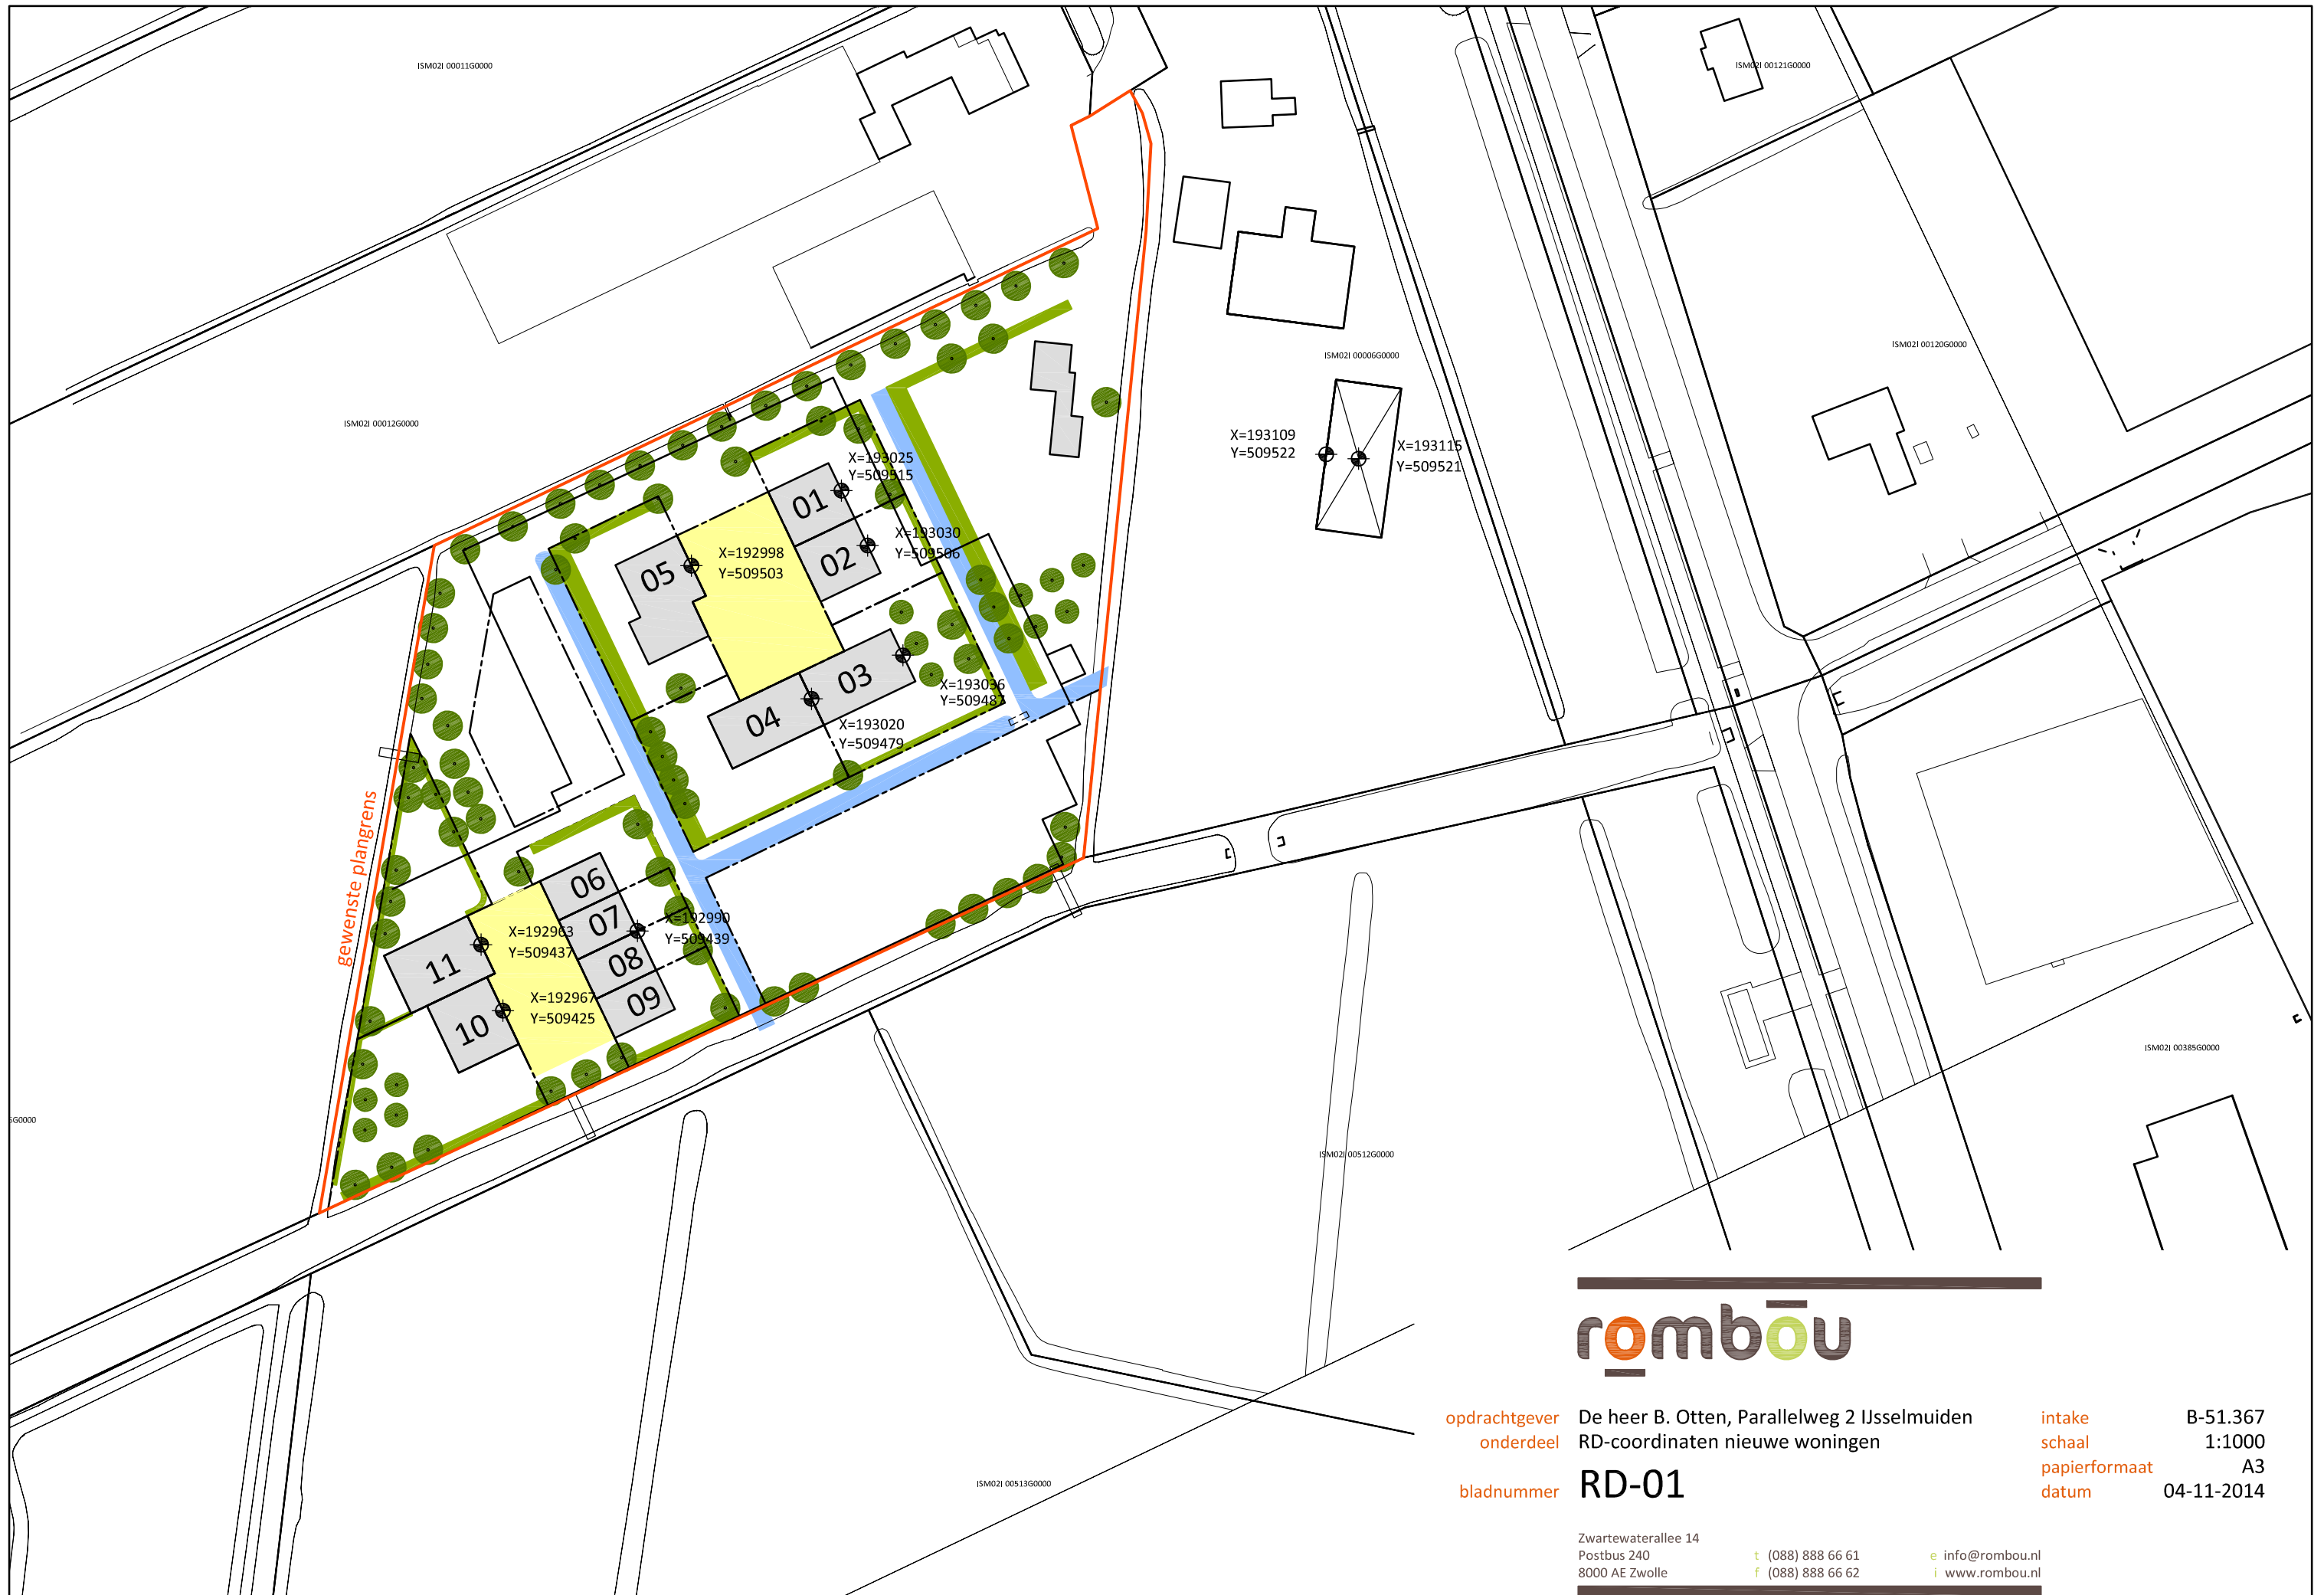 ISM02I 00011G0000
ISM02I 00121G0000
ISM02I 00012G0000
ISM02I 00006G0000
ISM02I 00120G0000
X=193109
Y=509522
X=193115
Y=509521
X=193025
Y=509515
01
02
X=193030
Y=509506
05
X=192998
Y=509503
03
04
X=193036
Y=509487
X=193020
Y=509479
gewenste plangrens
06
07
08
09
X=192990
Y=509439
X=192963
Y=509437
11
10
X=192967
Y=509425
ISM02I 00385G0000
G0000
ISM02I 00512G0000
ISM02I 00513G0000
rombou
opdrachtgever De heer B. Otten, Parallelweg 2 IJsselmuiden intake B-51.367
onderdeel RD-coordinaten nieuwe woningen schaal 1:1000
papierformaat A3
bladnummer RD-01 datum 04-11-2014
Zwartewaterallee 14
Postbus 240 t (088) 888 66 61 e info@rombou.nl
8000 AE Zwolle f (088) 888 66 62 i www.rombou.nl